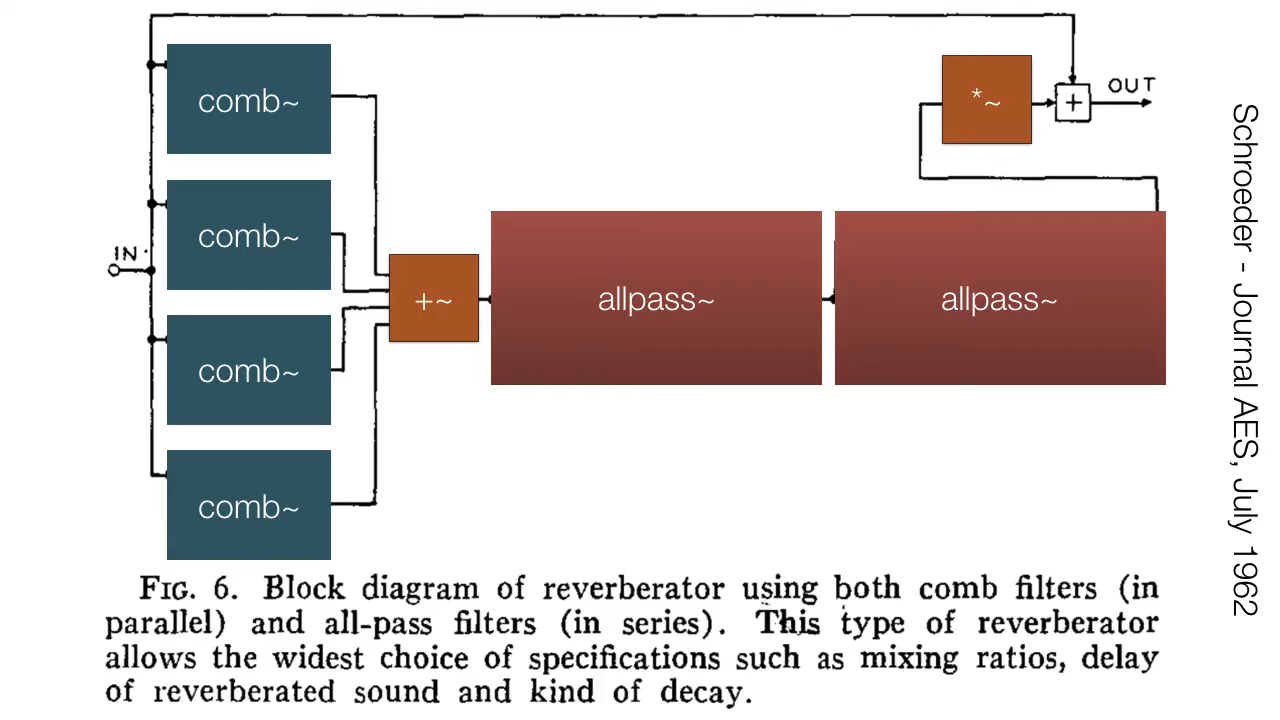 comb~
*~
OUT
+
comb~
IN
+~
allpass~
allpass~
comb~
comb~
FIG. 6. Block diagram of reverberator using both comb filters (in
parallel) and all-pass filters (in series). This type of reverberator
allows the widest choice of specifications such as mixing ratios, delay
of reverberated sound and kind of decay.
Schroeder - Journal AES, July 1962